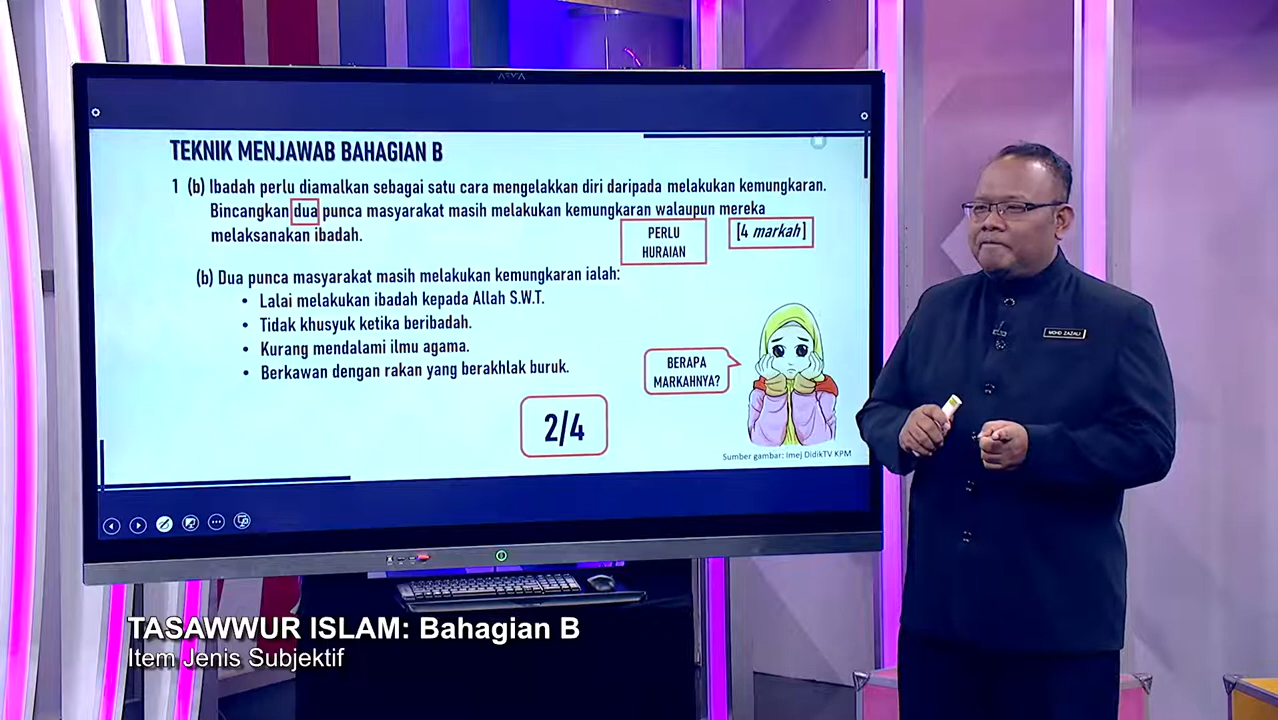 TEKNIK MENJAWAB BAHAGIAN B
1 (b) Ibadah perlu diamalkan sebagai satu cara mengelakkan diri daripada melakukan kemungkaran.
Bincangkan dua punca masyarakat masih melakukan kemungkaran walaupun mereka
melaksanakan ibadah.
PERLU
HURAIAN
[4 markah]
(b) Dua punca masyarakat masih melakukan kemungkaran ialah:
• Lalai melakukan ibadah kepada Allah S.W.T.
• Tidak khusyuk ketika beribadah.
• Kurang mendalami ilmu agama.
• Berkawan dengan rakan yang berakhlak buruk.
BERAPA
MARKAHNYA?
2/4
Sumber gambar: Imej DidikTV KPM
MOHD ZAZALI
TASAWWUR ISLAM: Bahagian B
Item Jenis Subjektif